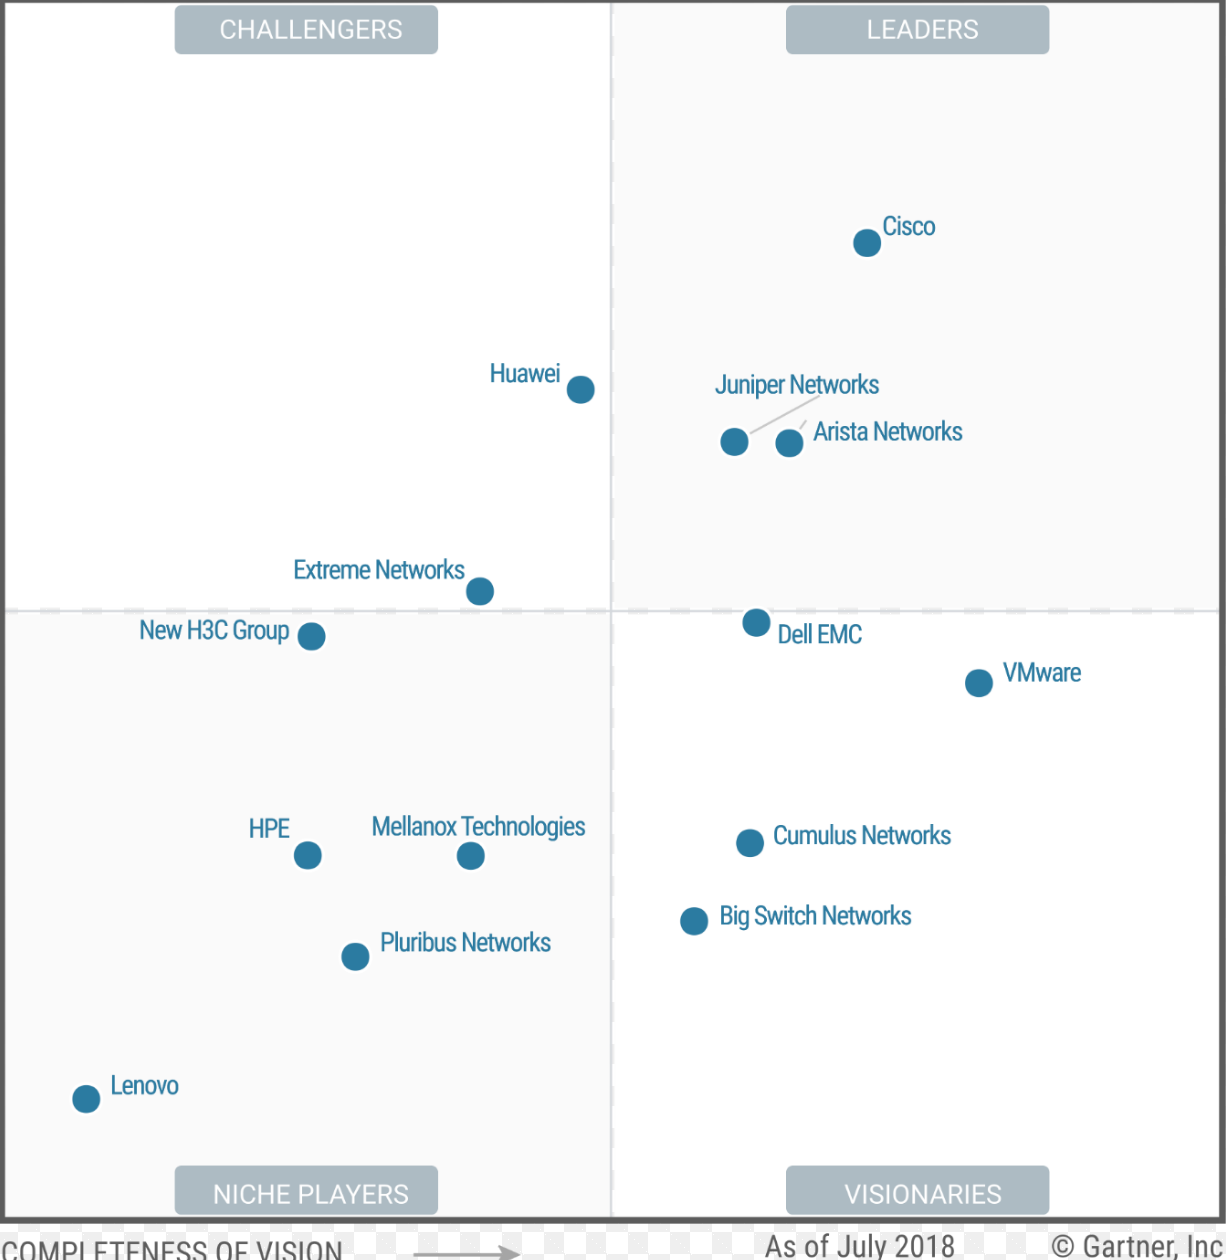 CHALLENGERS
LEADERS
Cisco
Huawei
Juniper Networks
Arista Networks
Extreme Networks
New H3C Group
Dell EMC
VMware
HPE
Mellanox Technologies
Cumulus Networks
Big Switch Networks
Pluribus Networks
Lenovo
NICHE PLAYERS
VISIONARIES
COMPLETENESS OF VISION
As of July 2018
© Gartner, Inc